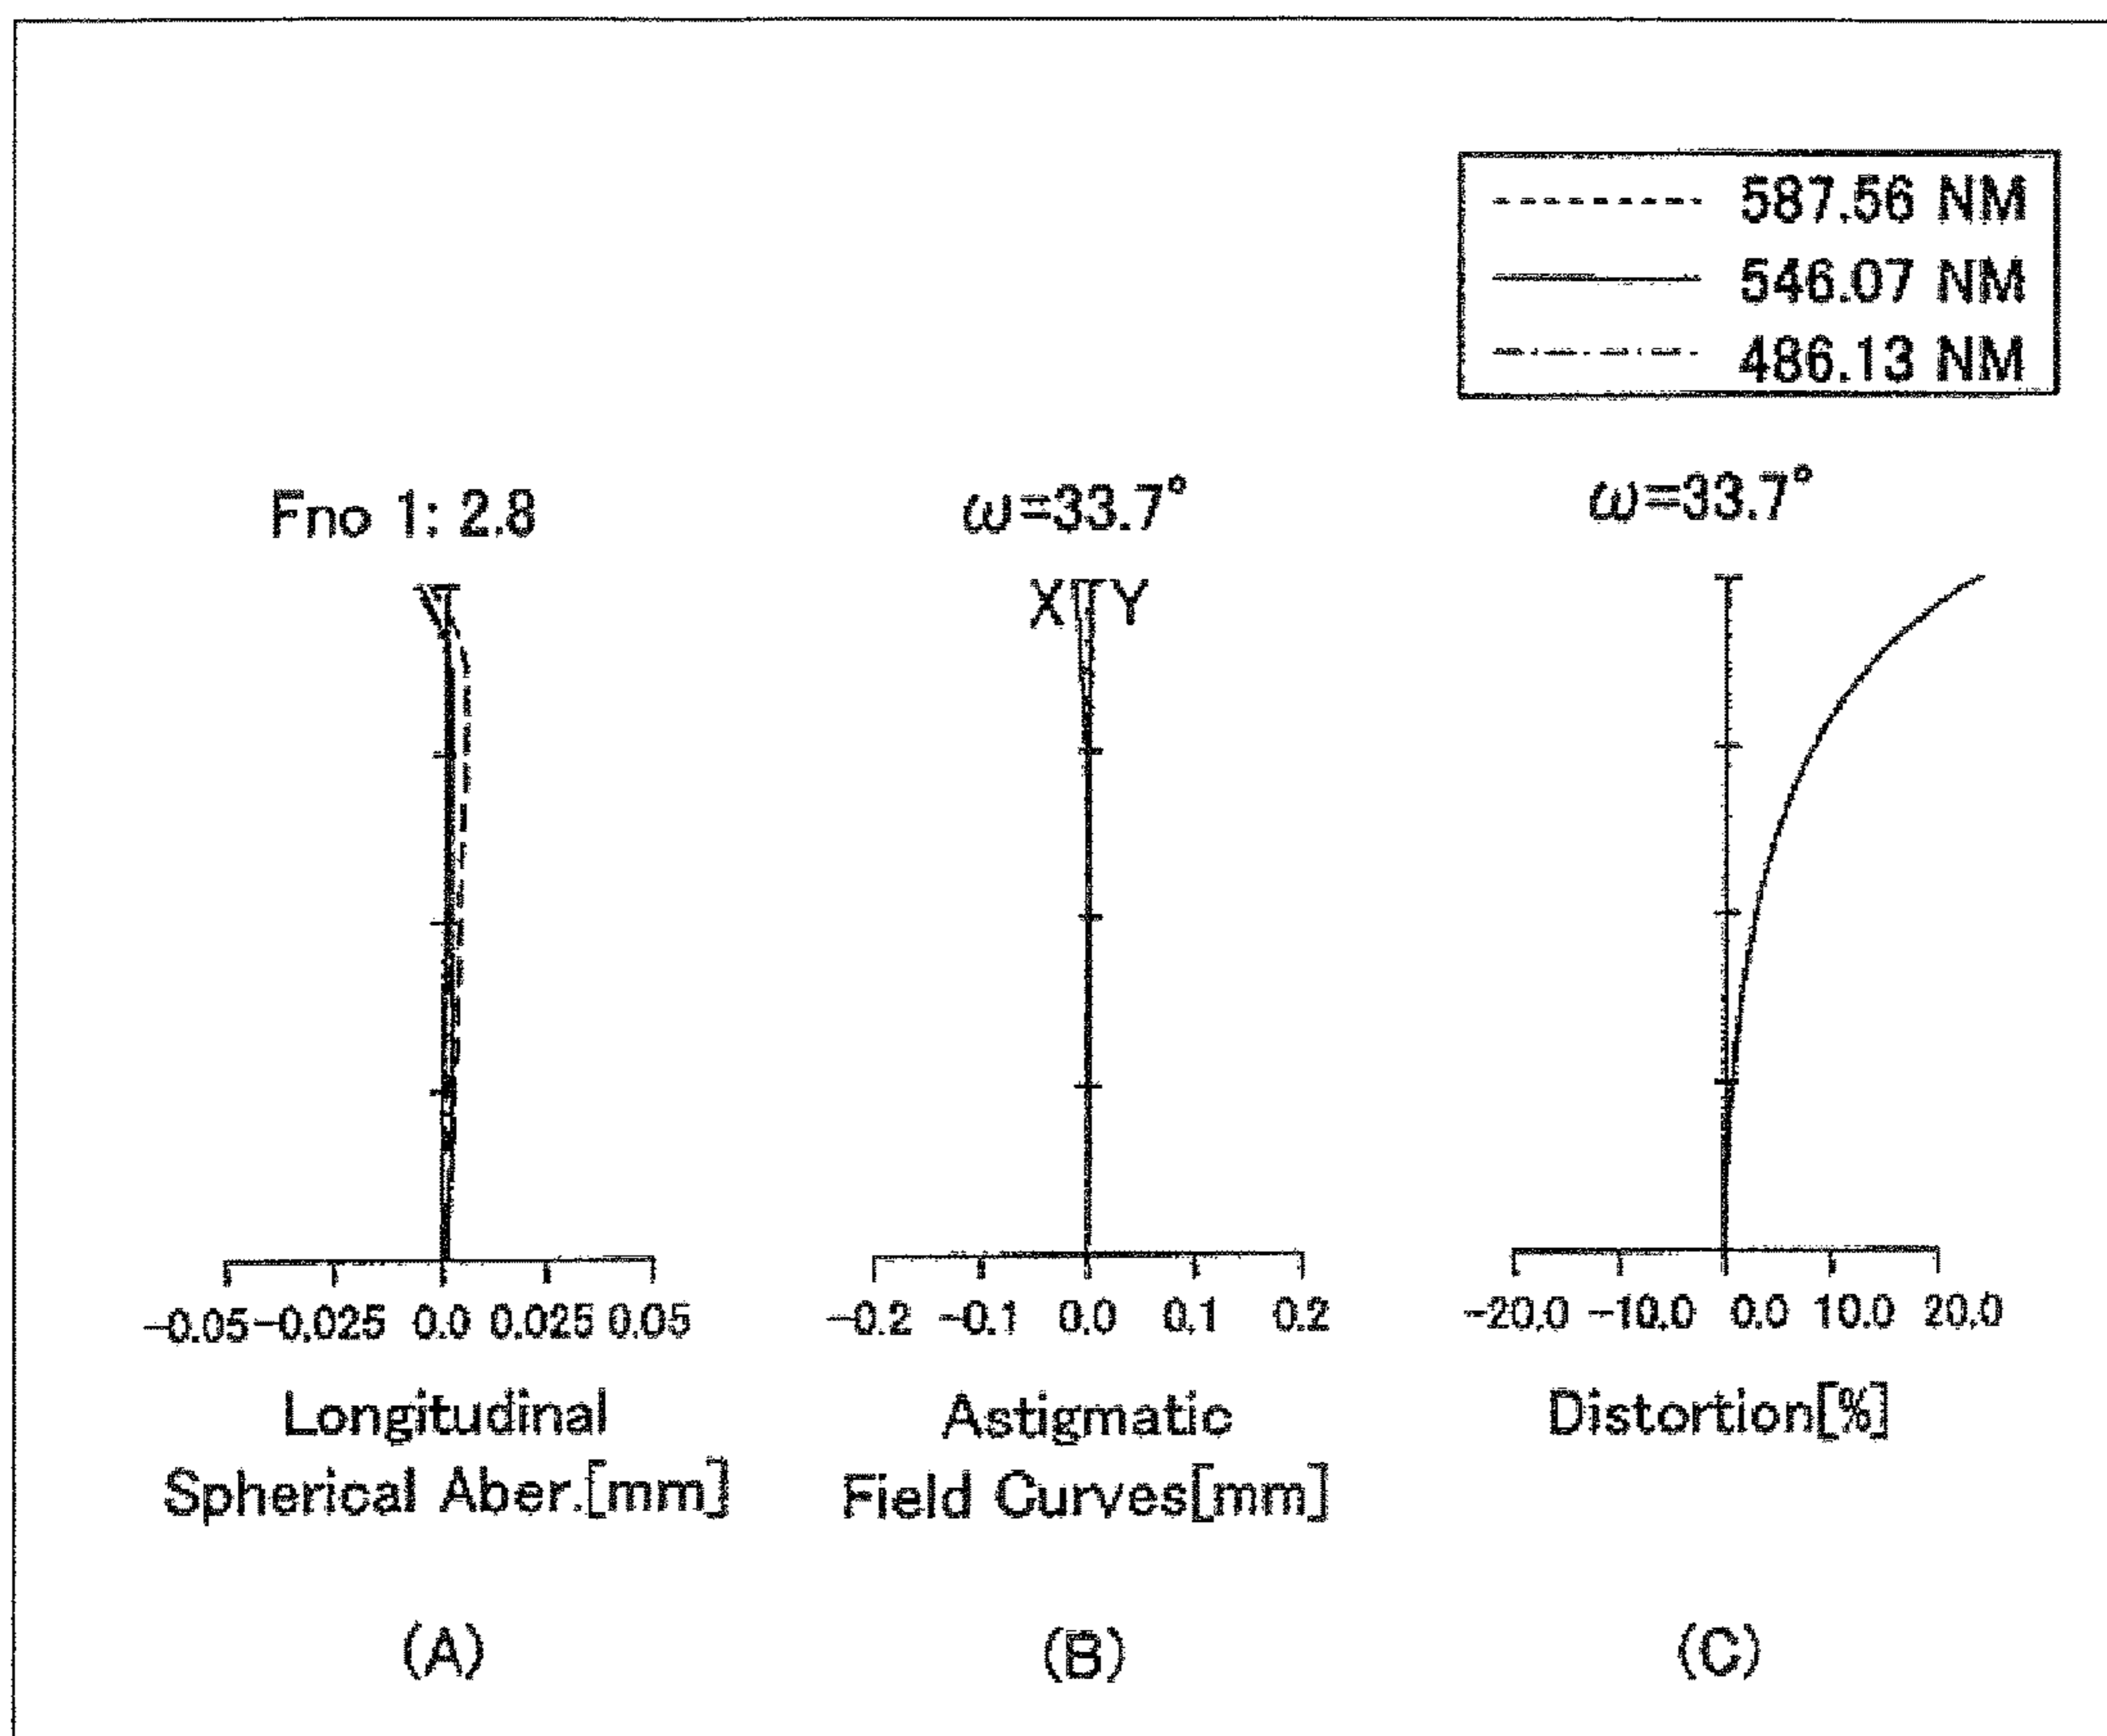 587.56 NM
546.07 NM
486.13 NM
Fno 1: 2.8
ω=33.7°
ω=33.7°
X Y
-0.05 -0.025 0.0 0.025 0.05
-0.2 -0.1 0.0 0.1 0.2
-20.0 -10.0 0.0 10.0 20.0
Longitudinal
Spherical Aber.[mm]
Astigmatic
Field Curves[mm]
Distortion[%]
(A)
(B)
(C)